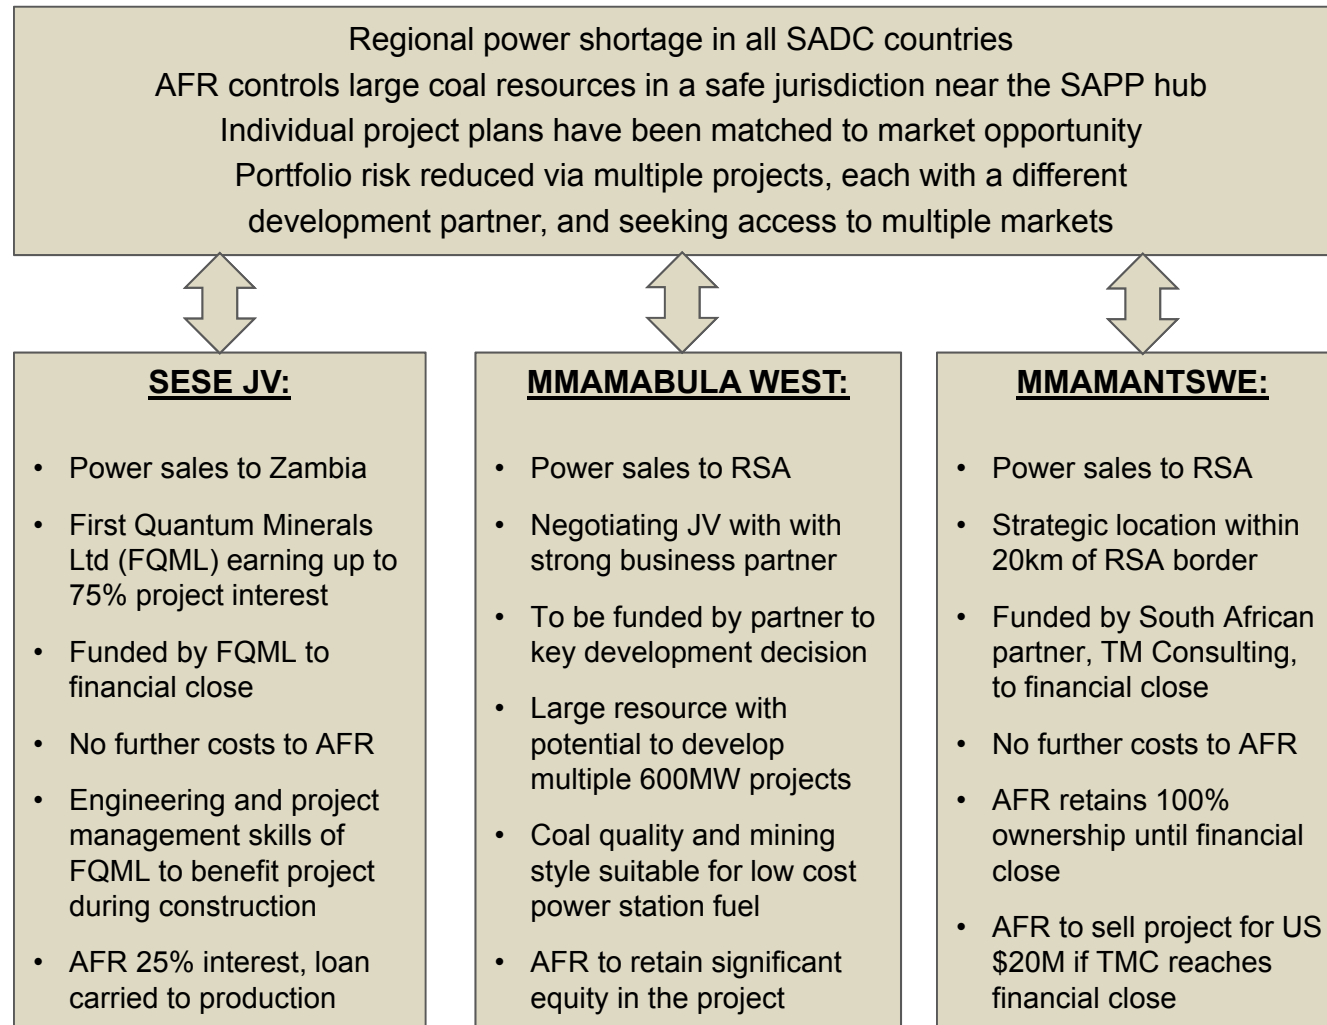 Regional power shortage in all SADC countries
AFR controls large coal resources in a safe jurisdiction near the SAPP hub
Individual project plans have been matched to market opportunity
Portfolio risk reduced via multiple projects, each with a different
development partner, and seeking access to multiple markets
SESE JV:
• Power sales to Zambia
• First Quantum Minerals
Ltd (FQML) earning up to
75% project interest
• Funded by FQML to
financial close
• No further costs to AFR
• Engineering and project
management skills of
FQML to benefit project
during construction
• AFR 25% interest, loan
carried to production
MMAMABULA WEST:
• Power sales to RSA
• Negotiating JV with with
strong business partner
• To be funded by partner to
key development decision
• Large resource with
potential to develop
multiple 600MW projects
• Coal quality and mining
style suitable for low cost
power station fuel
• AFR to retain significant
equity in the project
MMAMANTSWE:
• Power sales to RSA
• Strategic location within
20km of RSA border
• Funded by South African
partner, TM Consulting,
to financial close
• No further costs to AFR
• AFR retains 100%
ownership until financial
close
• AFR to sell project for US
$20M if TMC reaches
financial close